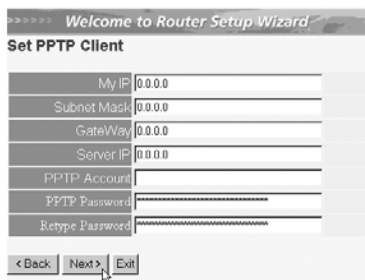 >>>>>> Welcome to Router Setup Wizard
Set PPTP Client
My IP 0.0.0.0
Subnet Mask 0.0.0.0
GateWay 0.0.0.0
Server IP 0.0.0.0
PPTP Account
PPTP Password ********************************
Retype Password ********************************
< Back Next > Exit